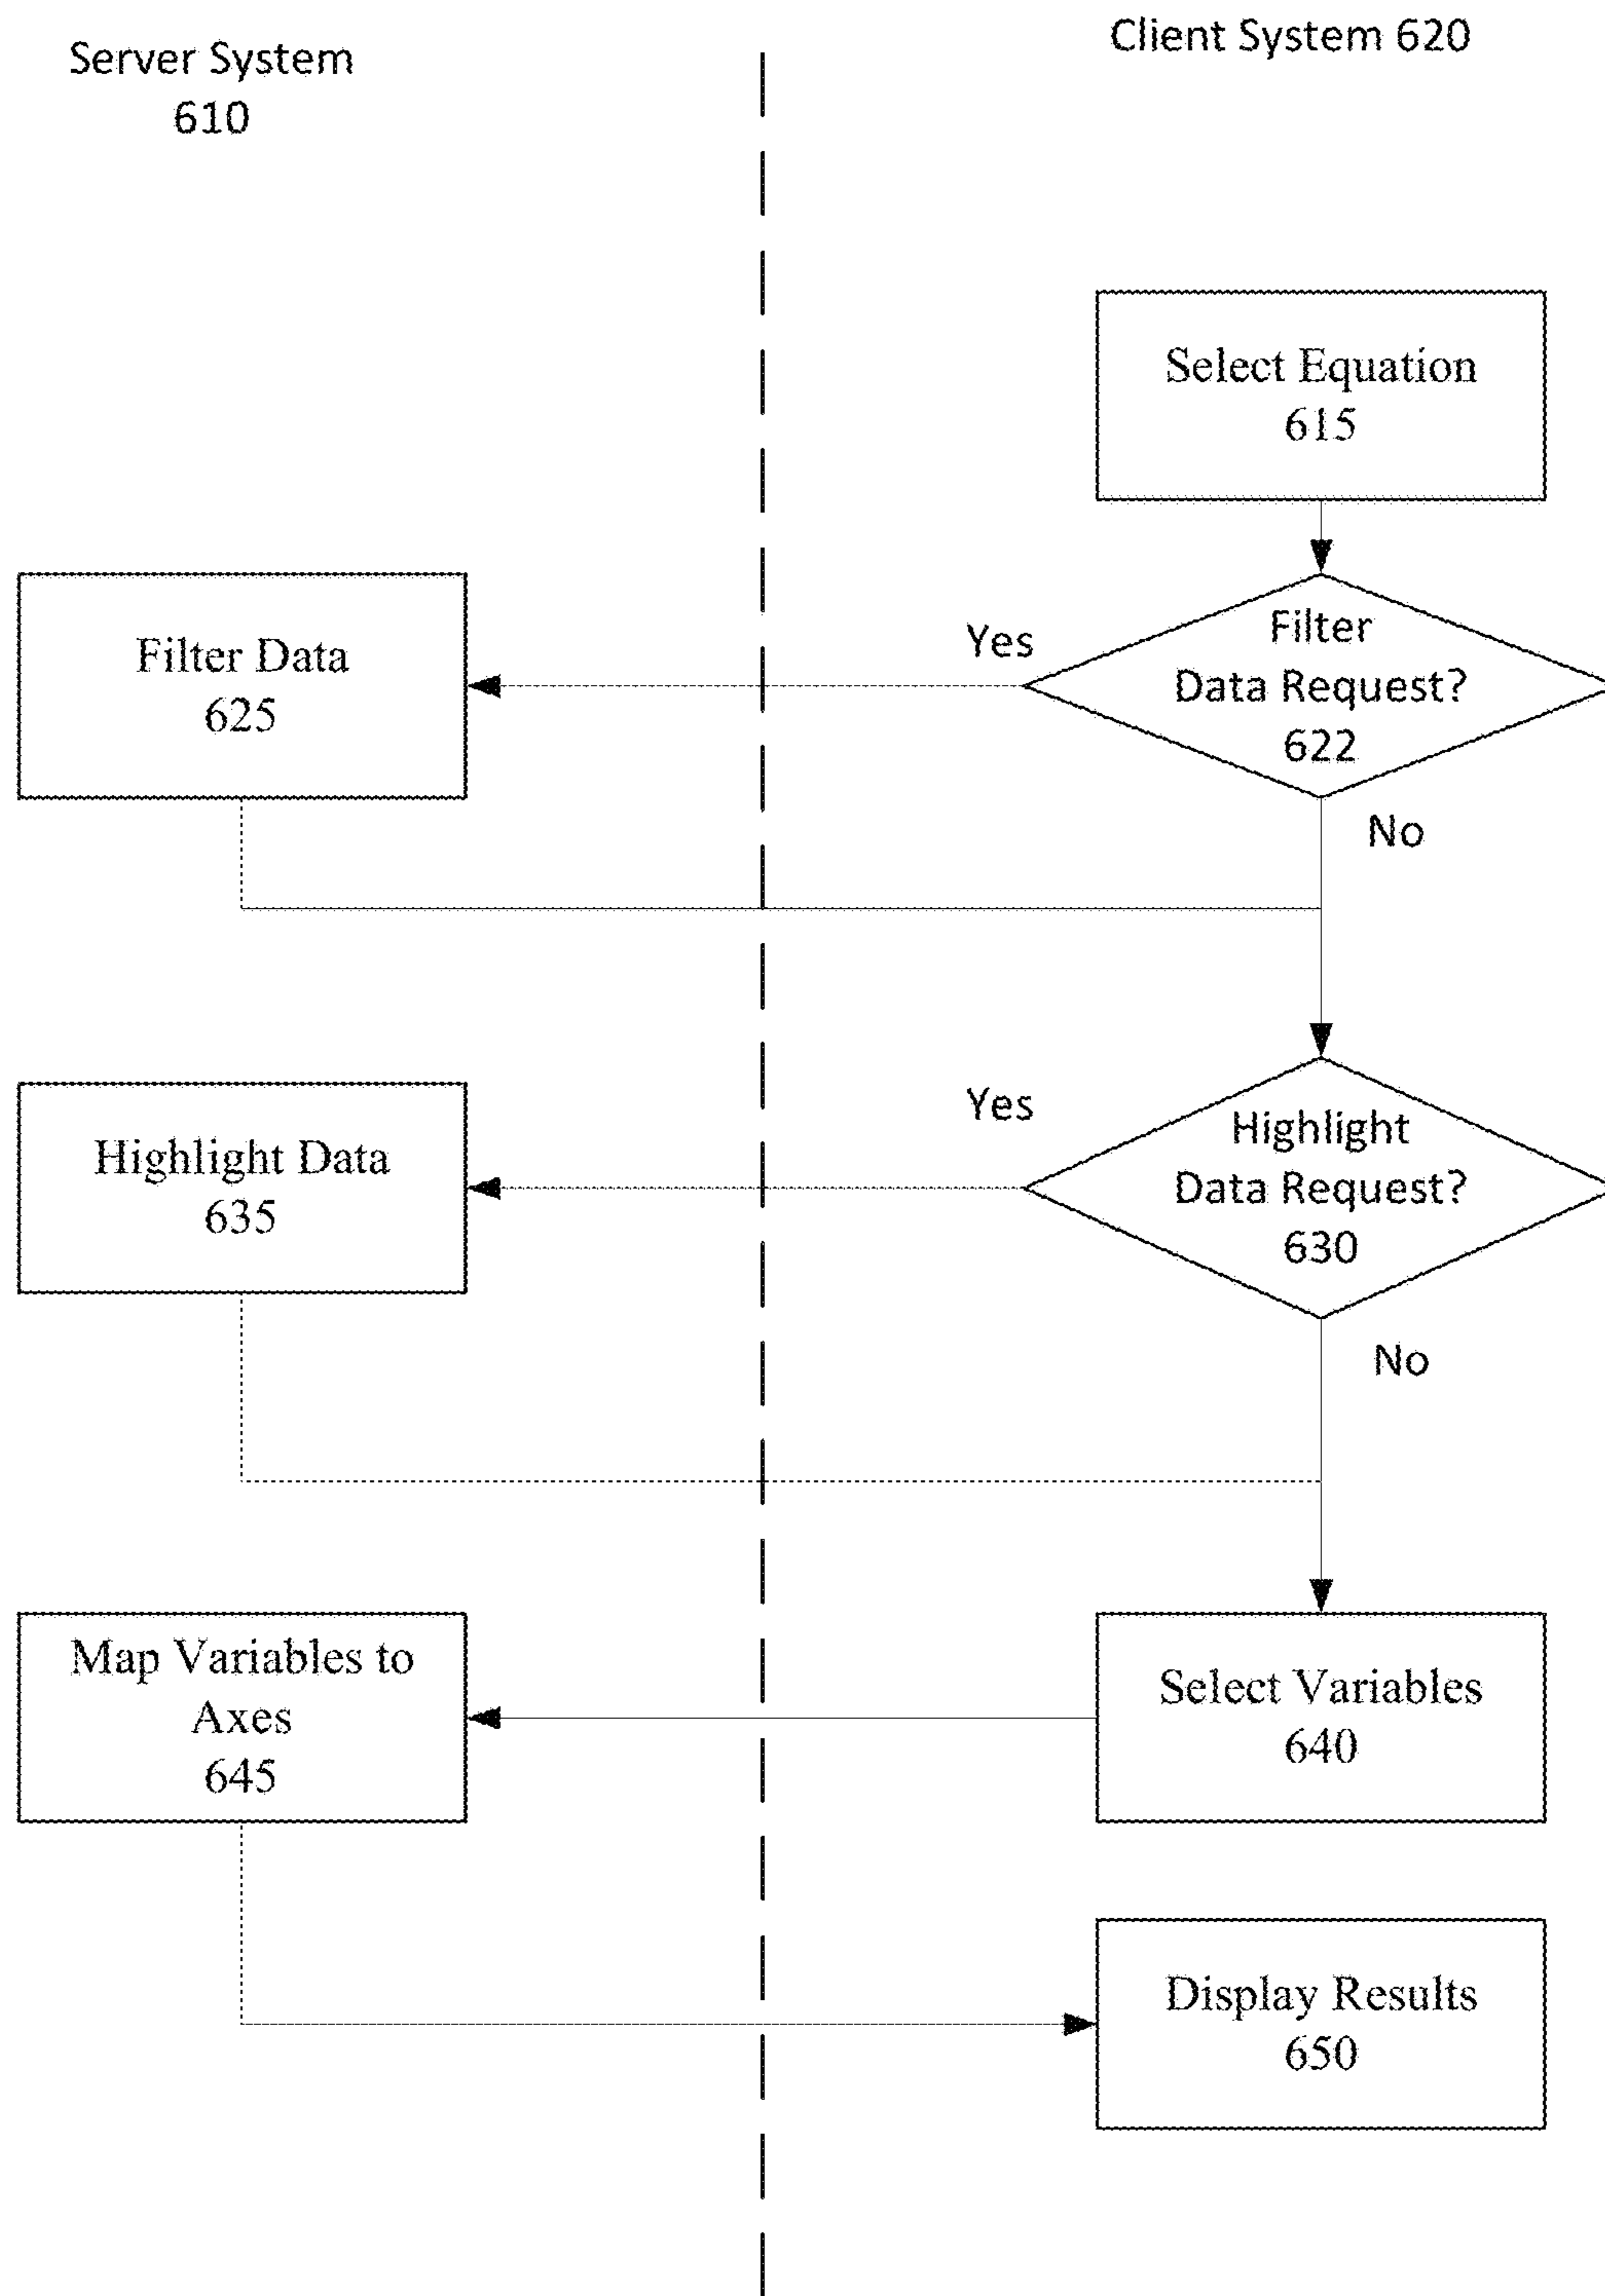 Server System
610
Client System 620
Select Equation
615
Filter
Data Request?
622
Yes
No
Filter Data
625
Highlight
Data Request?
630
Yes
No
Highlight Data
635
Select Variables
640
Map Variables to
Axes
645
Display Results
650